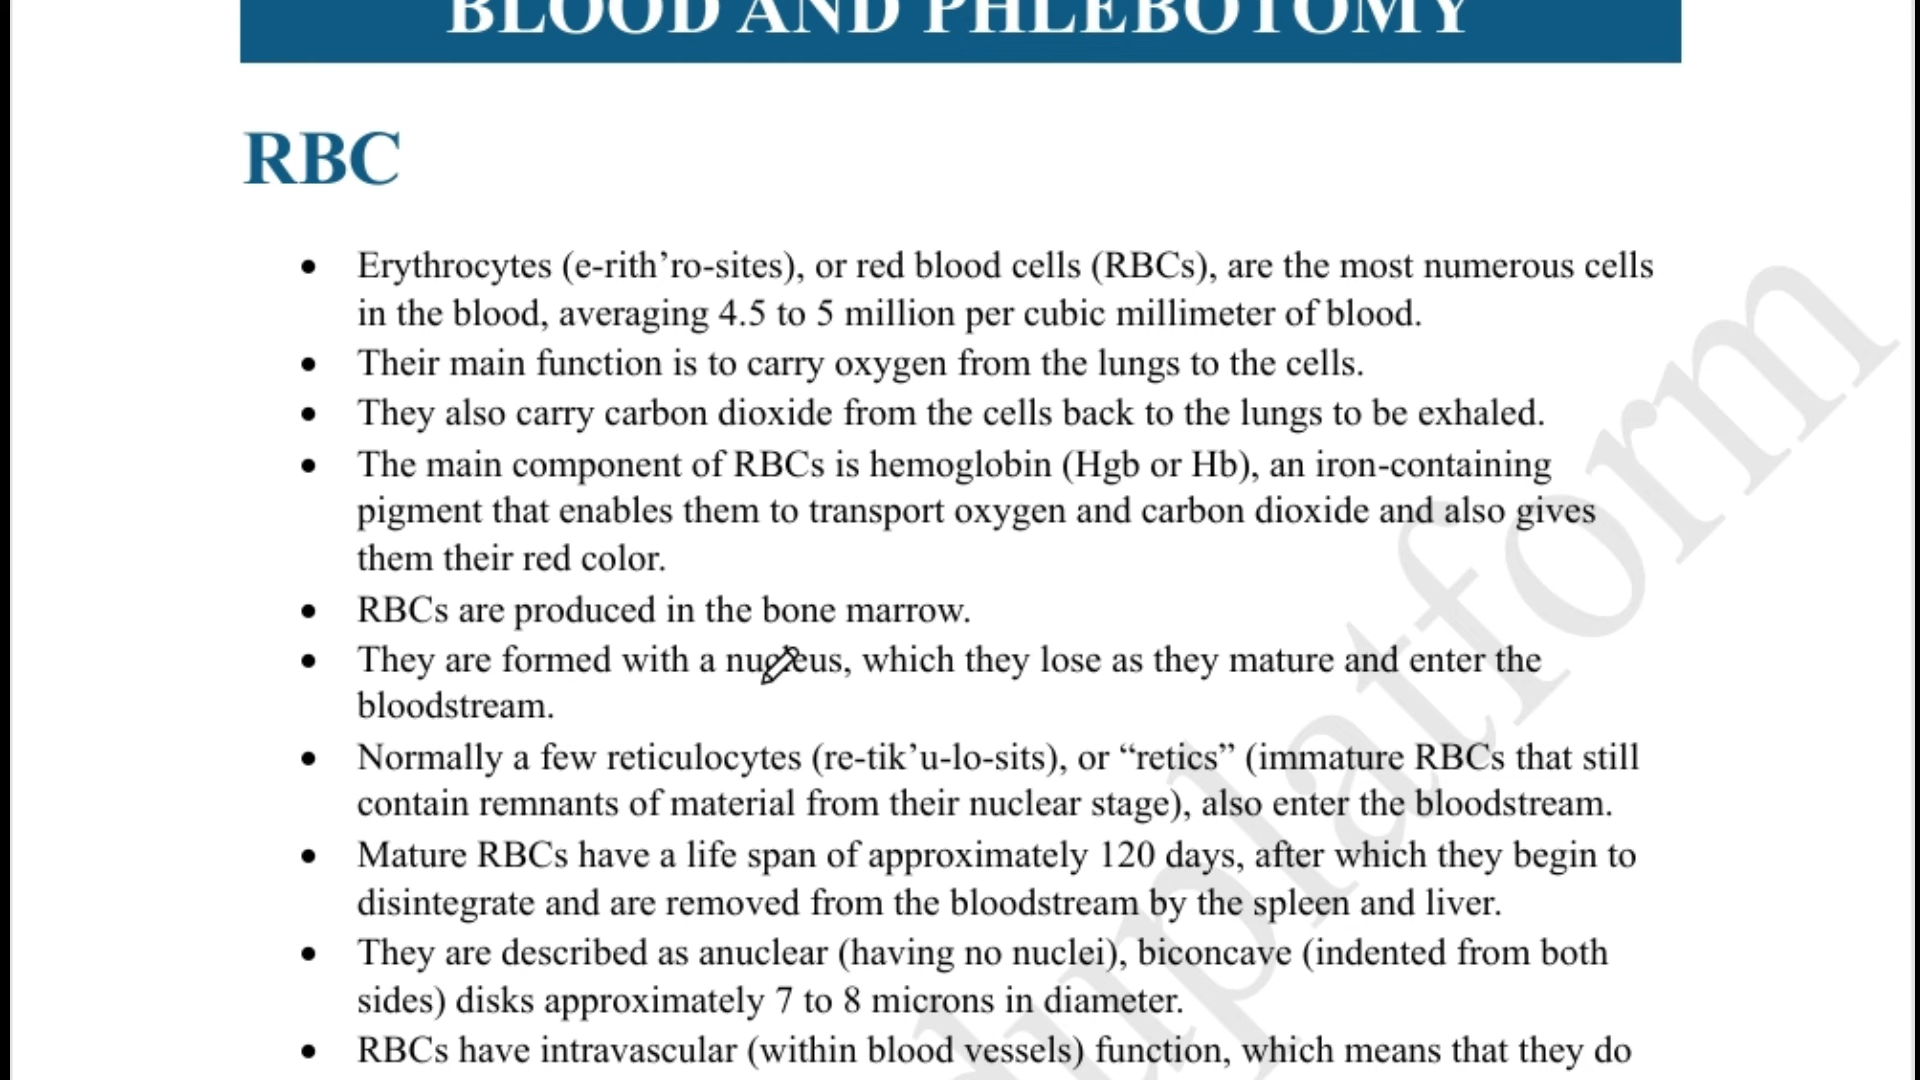 BLOOD AND PHLEBOTOMY
RBC
• Erythrocytes (e-rith’ro-sites), or red blood cells (RBCs), are the most numerous cells
in the blood, averaging 4.5 to 5 million per cubic millimeter of blood.
• Their main function is to carry oxygen from the lungs to the cells.
• They also carry carbon dioxide from the cells back to the lungs to be exhaled.
• The main component of RBCs is hemoglobin (Hgb or Hb), an iron-containing
pigment that enables them to transport oxygen and carbon dioxide and also gives
them their red color.
• RBCs are produced in the bone marrow.
• They are formed with a nucleus, which they lose as they mature and enter the
bloodstream.
• Normally a few reticulocytes (re-tik’u-lo-sits), or “retics” (immature RBCs that still
contain remnants of material from their nuclear stage), also enter the bloodstream.
• Mature RBCs have a life span of approximately 120 days, after which they begin to
disintegrate and are removed from the bloodstream by the spleen and liver.
• They are described as anuclear (having no nuclei), biconcave (indented from both
sides) disks approximately 7 to 8 microns in diameter.
• RBCs have intravascular (within blood vessels) function, which means that they do
duplatform